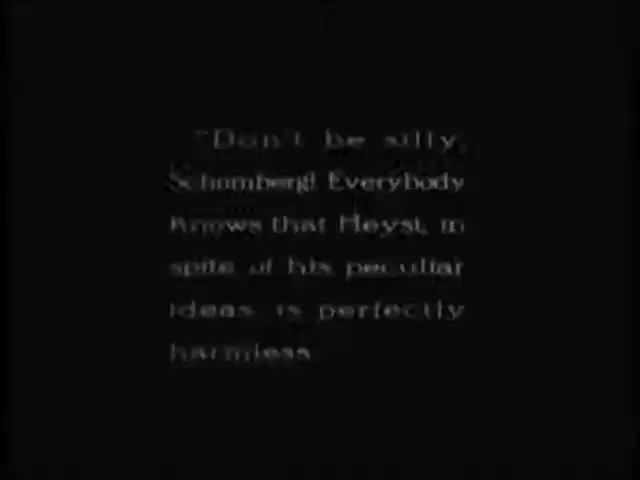 "Don't be silly,
Schomberg! Everybody
knows that Heyst, in
spite of his peculiar
ideas is perfectly
harmless